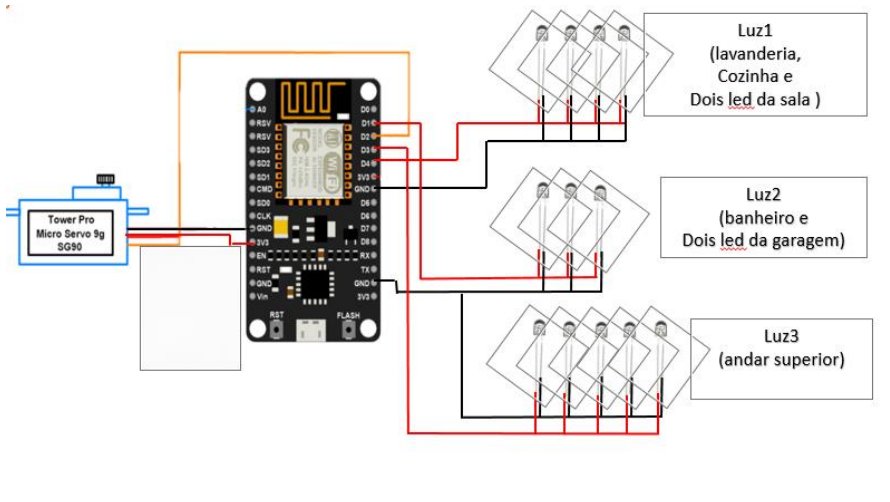 Luz1
(lavanderia,
Cozinha e
Dois led da sala )
Luz2
(banheiro e
Dois led da garagem)
Luz3
(andar superior)
Tower Pro
Micro Servo 9g
SG90
A0
RSV
RSV
SD3
SD2
SD1
CMD
SD0
CLK
GND
3V3
EN
RST
GND
Vin
D0
D1
D2
D3
D4
3V3
GND
D5
D6
D7
D8
RX
TX
GND
3V3
RST
FLASH
WiFi
FC